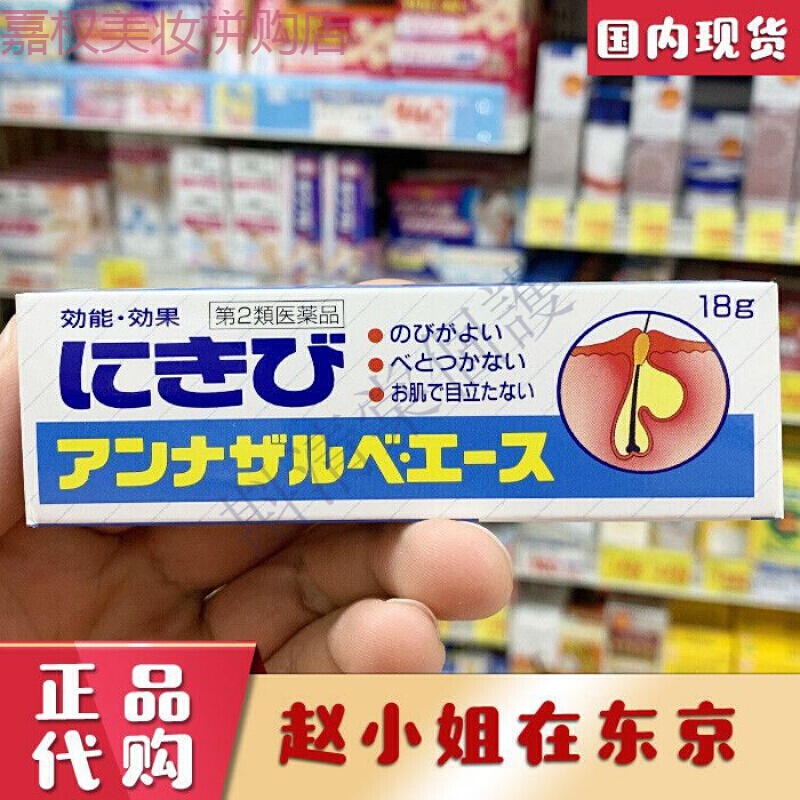 嘉权美妆拼购店
国内现货
効能・効果
第2類医薬品
にきび
のびがよい
べとつかない
お肌で目立たない
18g
アンナザルベ・エース
正品
代购
赵小姐在东京